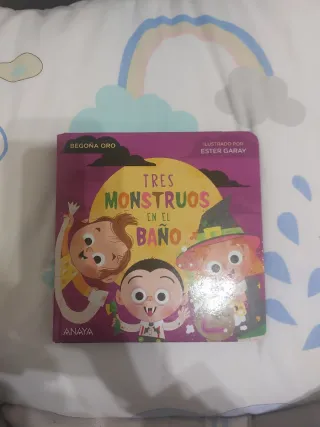 BEGOÑA ORO
ILUSTRADO POR
ESTER GARAY
TRES
MONSTRUOS
EN EL
BAÑO
ANAYA